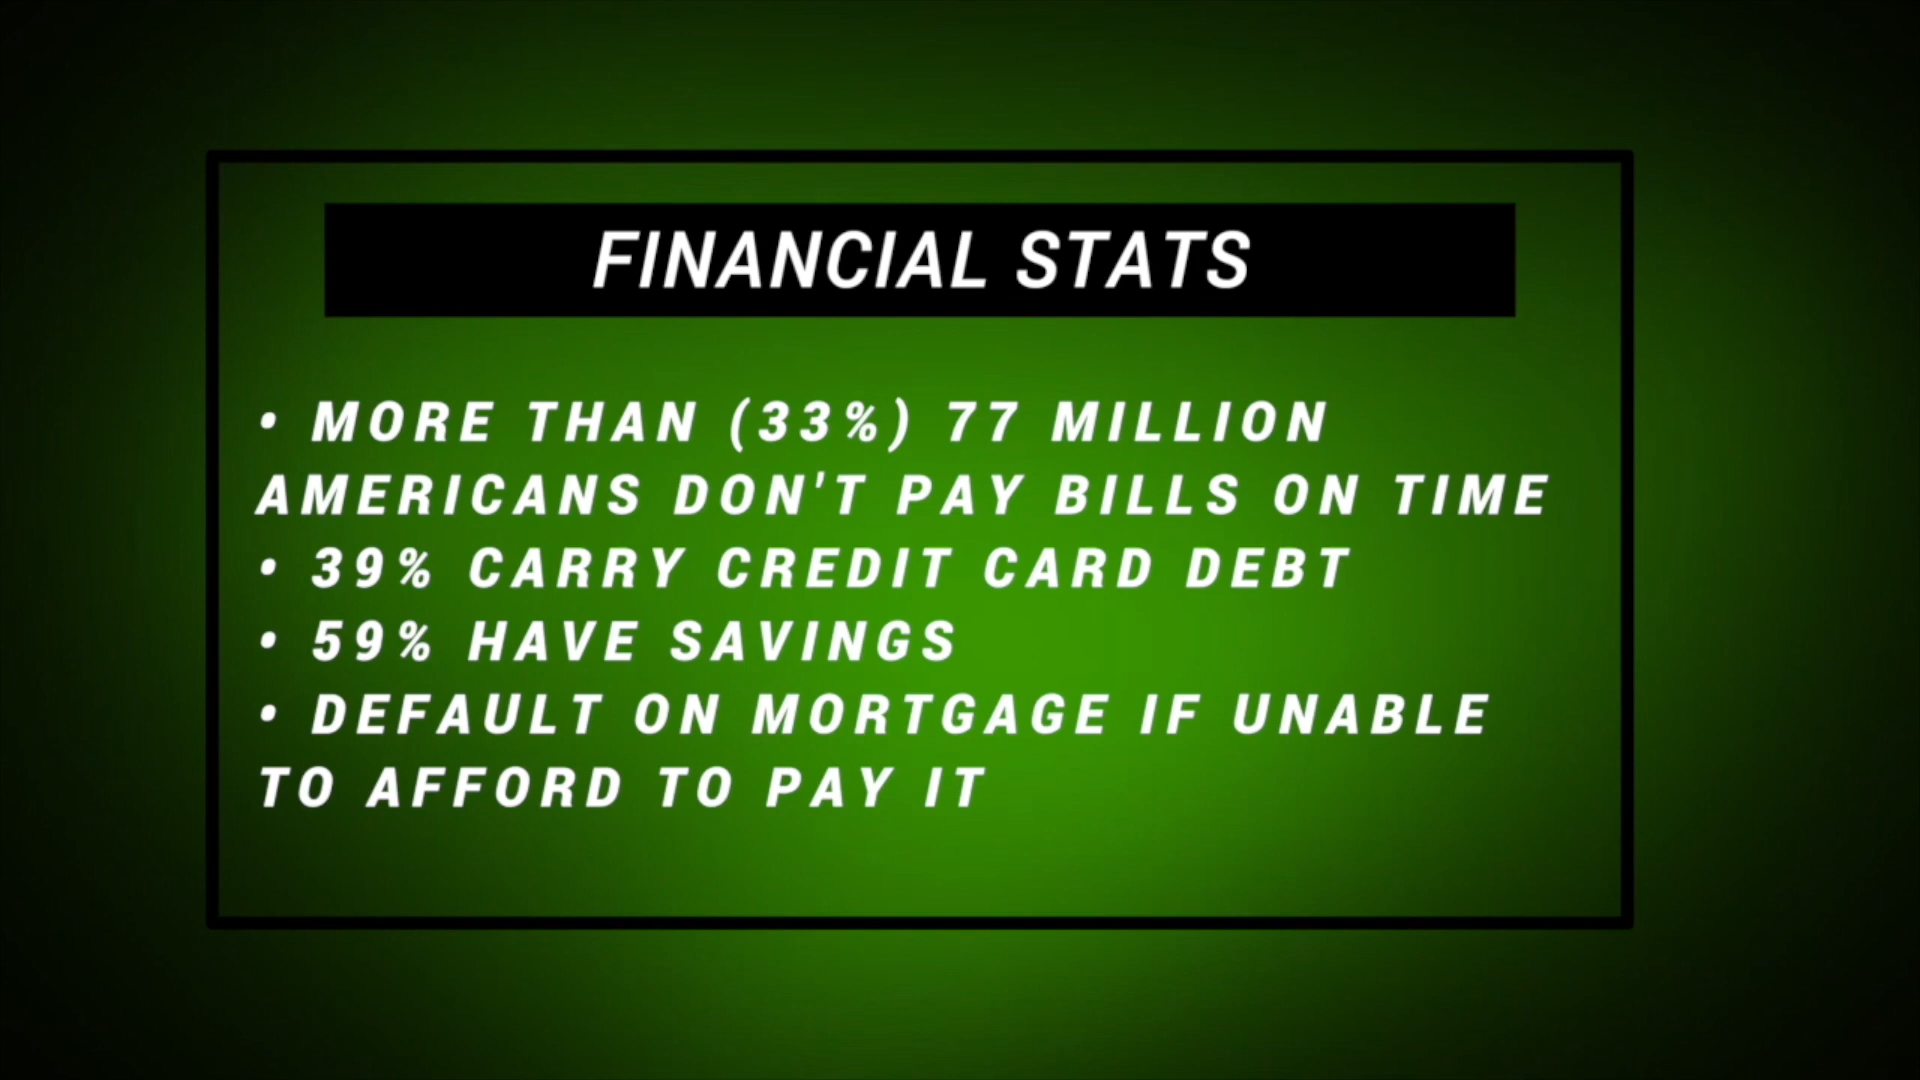 FINANCIAL STATS
• MORE THAN (33%) 77 MILLION
AMERICANS DON'T PAY BILLS ON TIME
• 39% CARRY CREDIT CARD DEBT
• 59% HAVE SAVINGS
• DEFAULT ON MORTGAGE IF UNABLE
TO AFFORD TO PAY IT